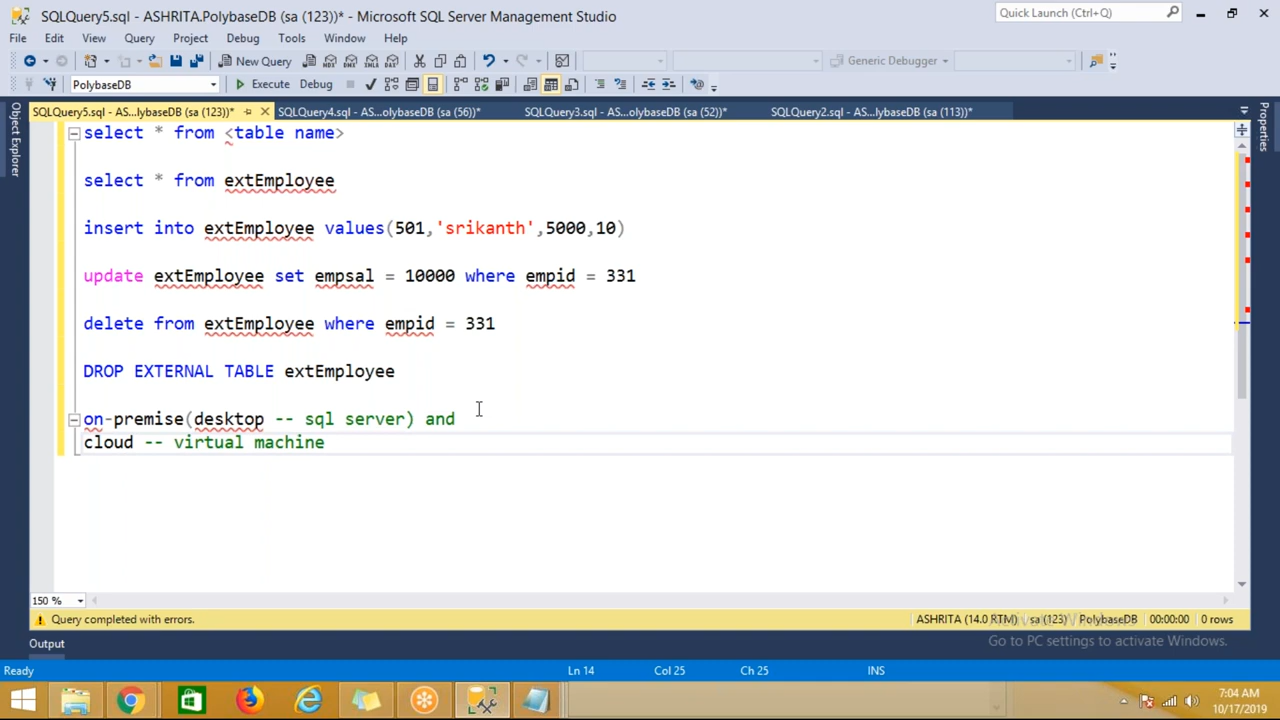 SQLQuery5.sql - ASHRITA.PolybaseDB (sa (123))* - Microsoft SQL Server Management Studio
Quick Launch (Ctrl+Q)
File Edit View Query Project Debug Tools Window Help
New Query
Generic Debugger
PolybaseDB
Execute Debug
SQLQuery5.sql - AS...lybaseDB (sa (123))*
SQLQuery4.sql - AS...olybaseDB (sa (56))*
SQLQuery3.sql - AS...olybaseDB (sa (52))*
SQLQuery2.sql - AS...lybaseDB (sa (113))*
Object Explorer
Properties
select * from <table name>
select * from extEmployee
insert into extEmployee values(501,'srikanth',5000,10)
update extEmployee set empsal = 10000 where empid = 331
delete from extEmployee where empid = 331
DROP EXTERNAL TABLE extEmployee
on-premise(desktop -- sql server) and
cloud -- virtual machine
150 %
Query completed with errors.
ASHRITA (14.0 RTM) sa (123) PolybaseDB 00:00:00 0 rows
Activate Windows
Go to PC settings to activate Windows.
Output
Ready
Ln 14
Col 25
Ch 25
INS
7:04 AM
10/17/2019